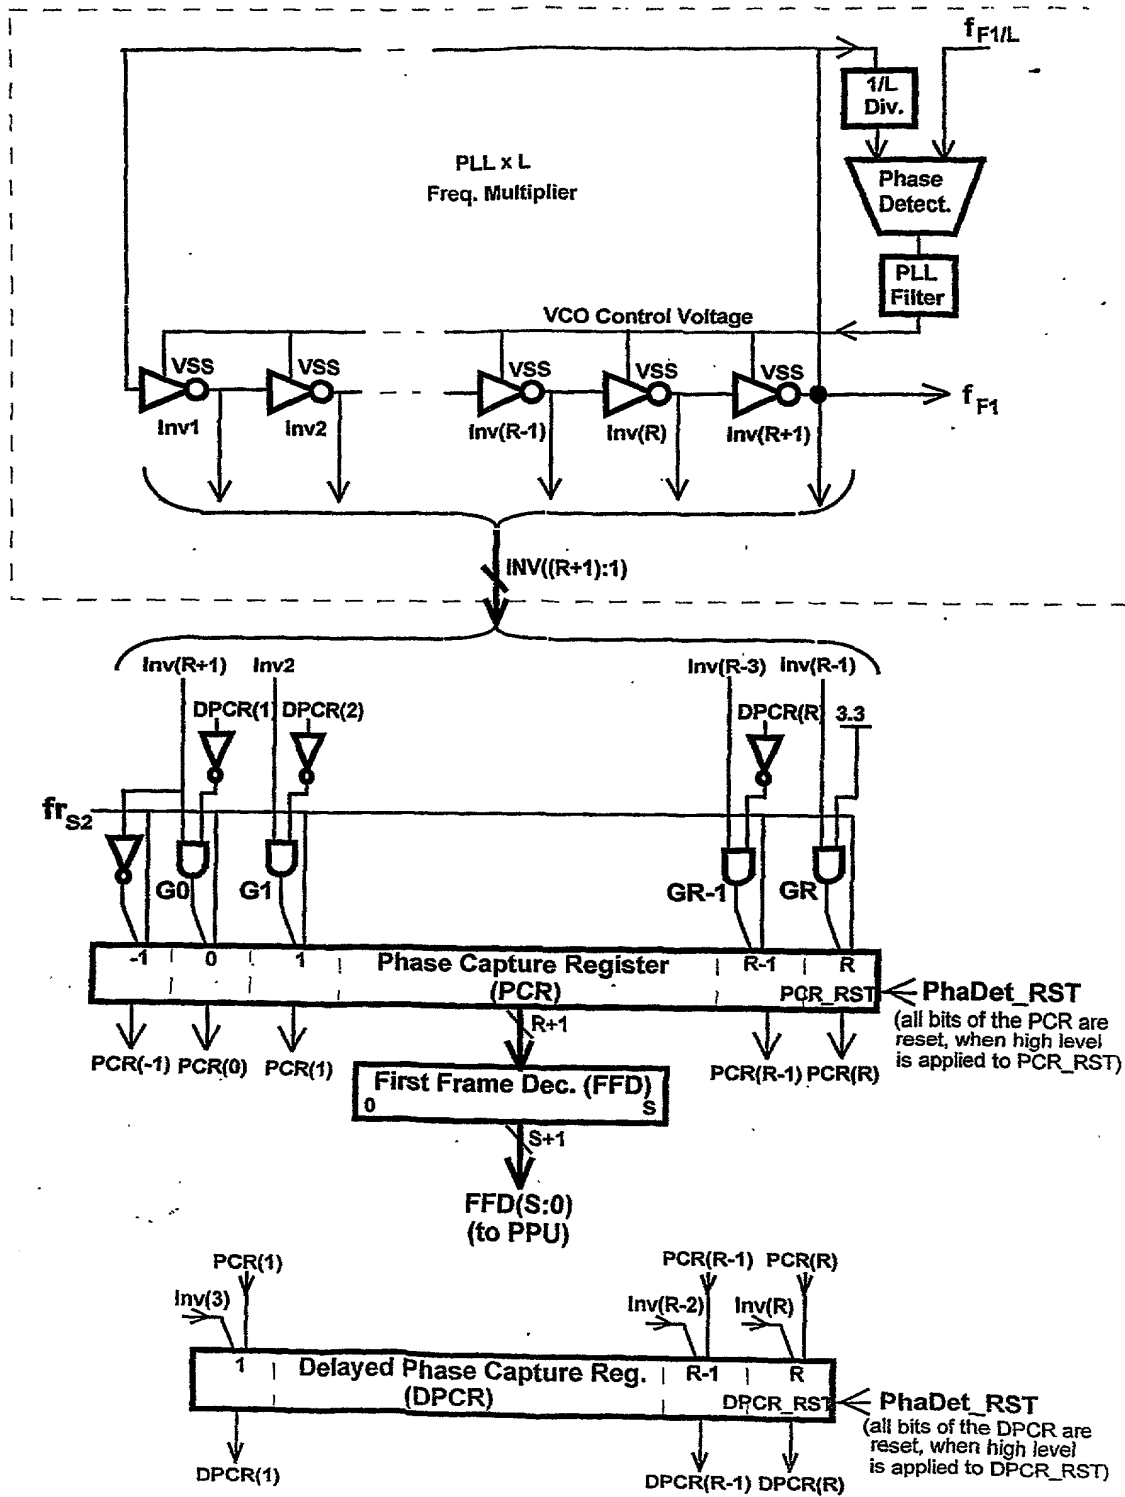 f F1/L
1/L
Div.
PLL x L
Freq. Multiplier
Phase
Detect.
PLL
Filter
VCO Control Voltage
VSS VSS VSS VSS VSS
f F1
Inv1 Inv2 Inv(R-1) Inv(R) Inv(R+1)
INV((R+1):1)
Inv(R+1) Inv2 Inv(R-3) Inv(R-1)
DPCR(1 DPCR(2) DPCR(R) 3.3
frS2
G0 G1 GR-1 GR
-1 0 1 Phase Capture Register R-1 R
(PCR) PCR_RST PhaDet_RST
(all bits of the PCR are
reset, when high level
is applied to PCR_RST)
R+1
PCR(-1) PCR(0) PCR(1) PCR(R-1) PCR(R)
First Frame Dec. (FFD)
0 S
S+1
FFD(S:0)
(to PPU)
PCR(1) PCR(R-1) PCR(R)
Inv(3) Inv(R-2) Inv(R)
1 Delayed Phase Capture Reg. R-1 R
(DPCR) DPCR_RST PhaDet_RST
(all bits of the DPCR are
reset, when high level
is applied to DPCR_RST)
DPCR(1) DPCR(R-1) DPCR(R)